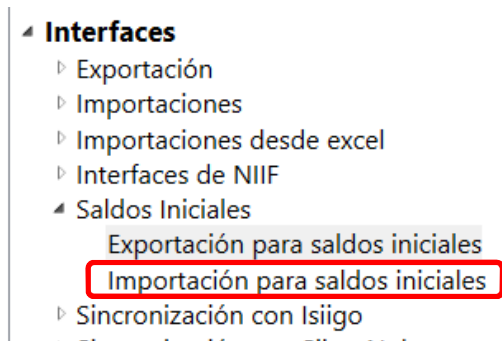 Interfaces
Exportación
Importaciones
Importaciones desde excel
Interfaces de NIIF
Saldos Iniciales
Exportación para saldos iniciales
Importación para saldos iniciales
Sincronización con Isiigo